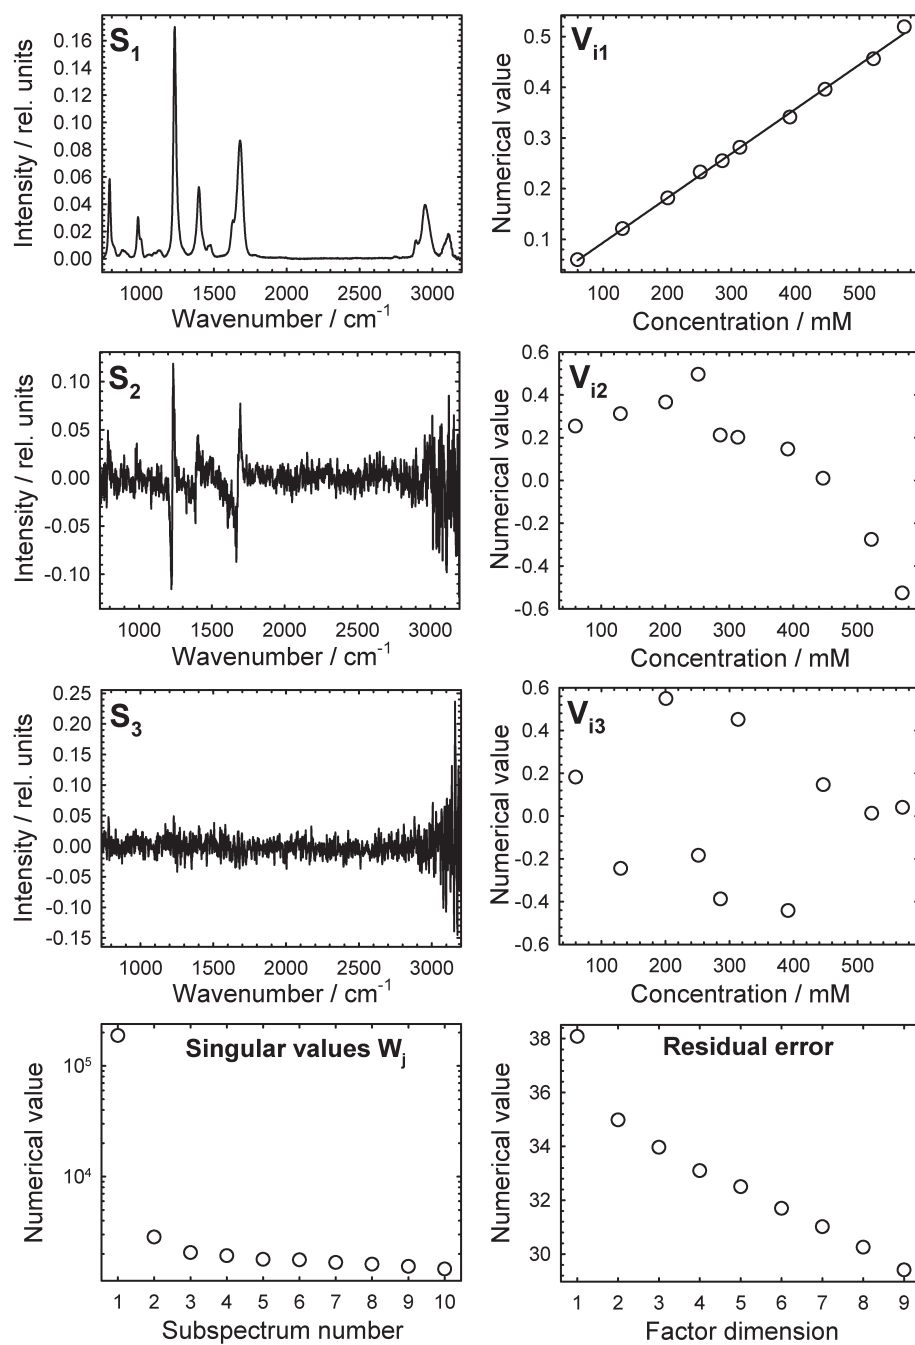 S1
Intensity / rel. units
0.16
0.14
0.12
0.10
0.08
0.06
0.04
0.02
0.00
1000 1500 2000 2500 3000
Wavenumber / cm-1
Vi1
Numerical value
0.5
0.4
0.3
0.2
0.1
100 200 300 400 500
Concentration / mM
S2
Intensity / rel. units
0.10
0.05
0.00
-0.05
-0.10
1000 1500 2000 2500 3000
Wavenumber / cm-1
Vi2
Numerical value
0.6
0.4
0.2
0.0
-0.2
-0.4
-0.6
100 200 300 400 500
Concentration / mM
S3
Intensity / rel. units
0.25
0.20
0.15
0.10
0.05
0.00
-0.05
-0.10
-0.15
1000 1500 2000 2500 3000
Wavenumber / cm-1
Vi3
Numerical value
0.6
0.4
0.2
0.0
-0.2
-0.4
-0.6
100 200 300 400 500
Concentration / mM
Singular values Wj
Numerical value
10^5
10^4
1 2 3 4 5 6 7 8 9 10
Subspectrum number
Residual error
Numerical value
38
36
34
32
30
1 2 3 4 5 6 7 8 9
Factor dimension